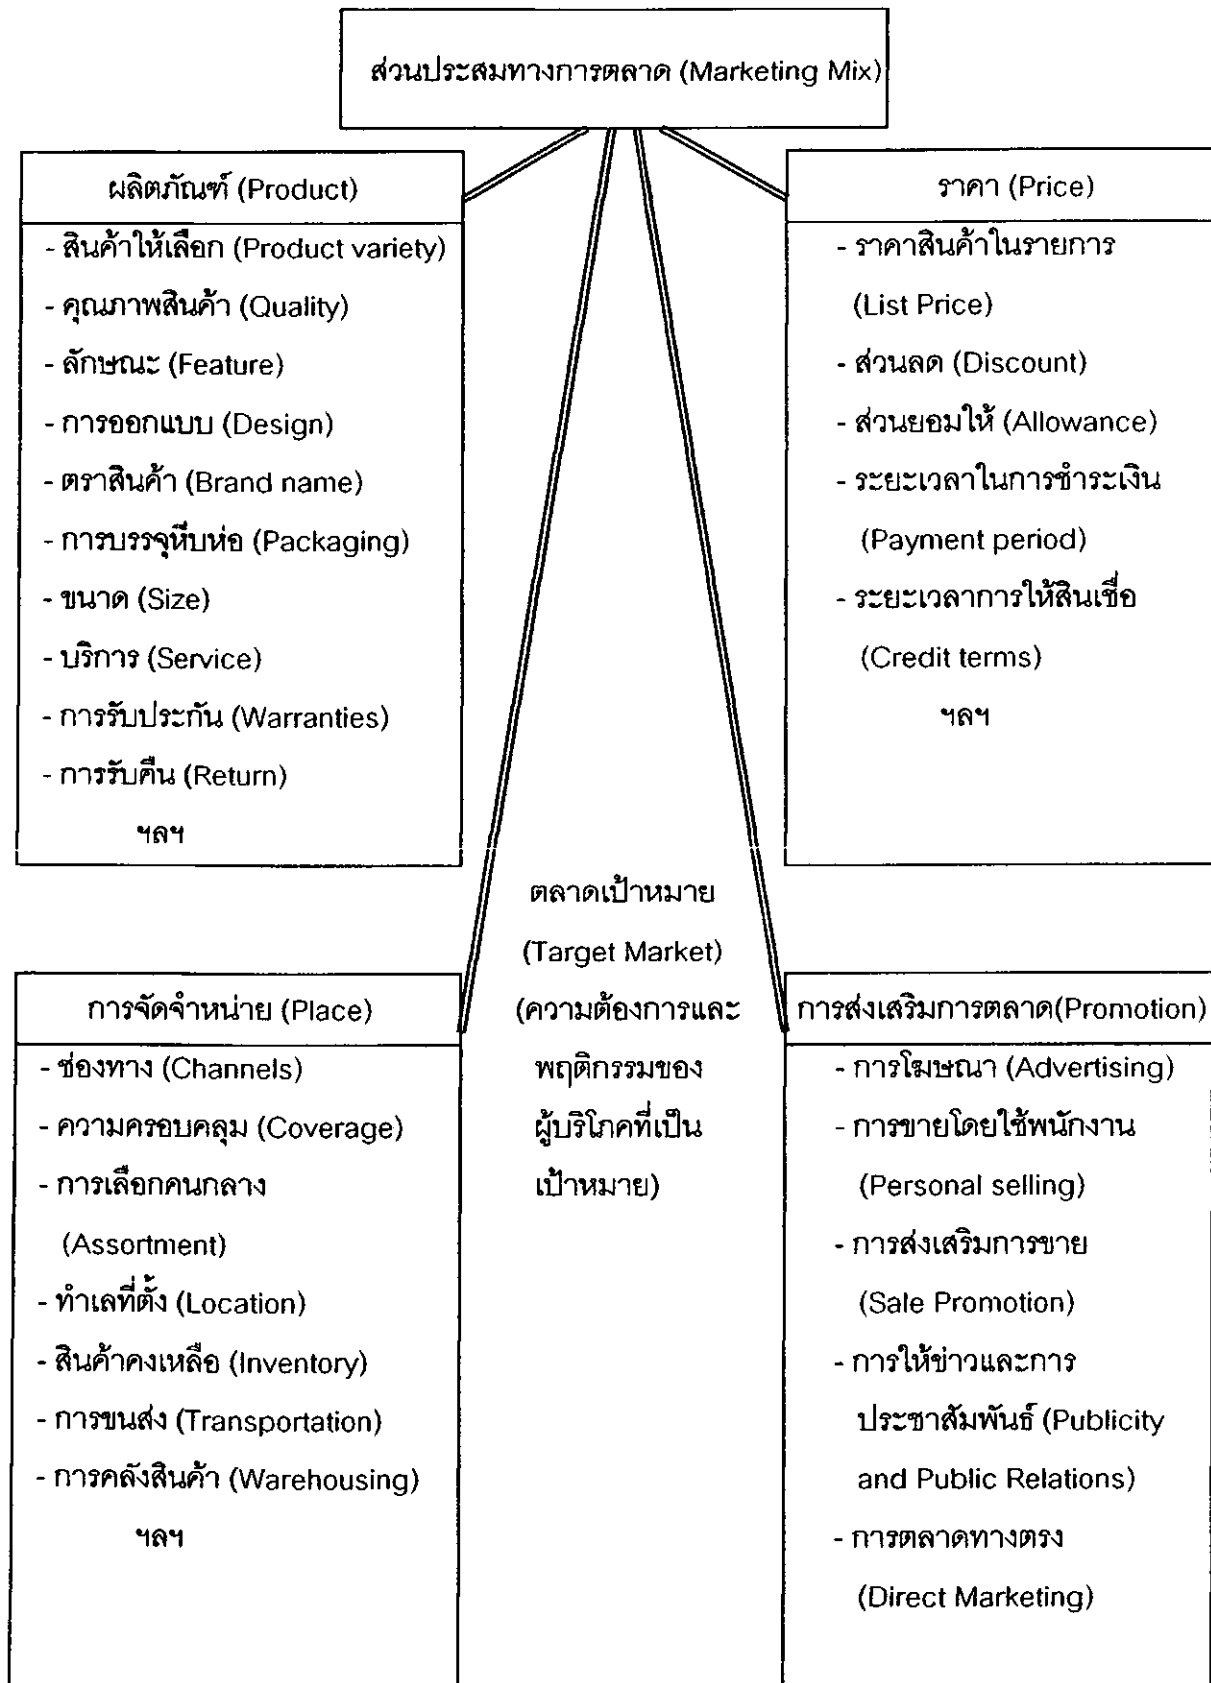 ส่วนประสมทางการตลาด (Marketing Mix)
ผลิตภัณฑ์ (Product)
- สินค้าให้เลือก (Product variety)
- คุณภาพสินค้า (Quality)
- ลักษณะ (Feature)
- การออกแบบ (Design)
- ตราสินค้า (Brand name)
- การบรรจุหีบห่อ (Packaging)
- ขนาด (Size)
- บริการ (Service)
- การรับประกัน (Warranties)
- การรับคืน (Return)
ฯลฯ
ราคา (Price)
- ราคาสินค้าในรายการ
(List Price)
- ส่วนลด (Discount)
- ส่วนยอมให้ (Allowance)
- ระยะเวลาในการชำระเงิน
(Payment period)
- ระยะเวลาการให้สินเชื่อ
(Credit terms)
ฯลฯ
ตลาดเป้าหมาย
(Target Market)
(ความต้องการและ
พฤติกรรมของ
ผู้บริโภคที่เป็น
เป้าหมาย)
การจัดจำหน่าย (Place)
- ช่องทาง (Channels)
- ความครอบคลุม (Coverage)
- การเลือกคนกลาง
(Assortment)
- ทำเลที่ตั้ง (Location)
- สินค้าคงเหลือ (Inventory)
- การขนส่ง (Transportation)
- การคลังสินค้า (Warehousing)
ฯลฯ
การส่งเสริมการตลาด(Promotion)
- การโฆษณา (Advertising)
- การขายโดยใช้พนักงาน
(Personal selling)
- การส่งเสริมการขาย
(Sale Promotion)
- การให้ข่าวและการ
ประชาสัมพันธ์ (Publicity
and Public Relations)
- การตลาดทางตรง
(Direct Marketing)